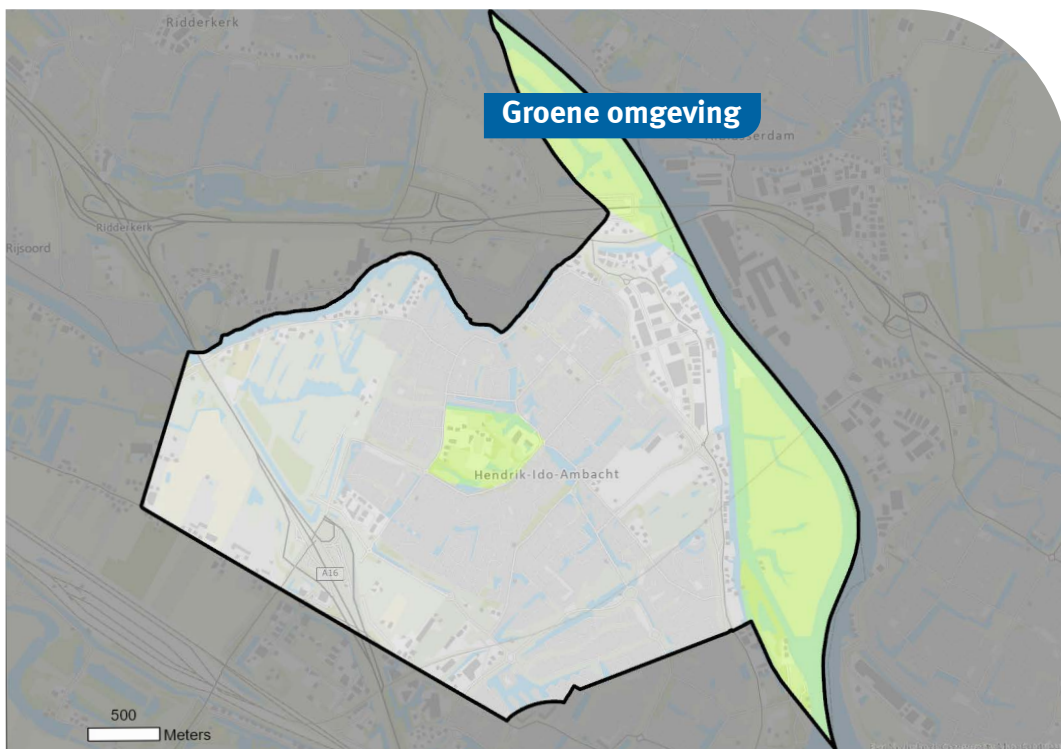 Ridderkerk
Groene omgeving
Ridderkerk
Rijsoord
Hendrik-Ido-Ambacht
A16
500
Meters